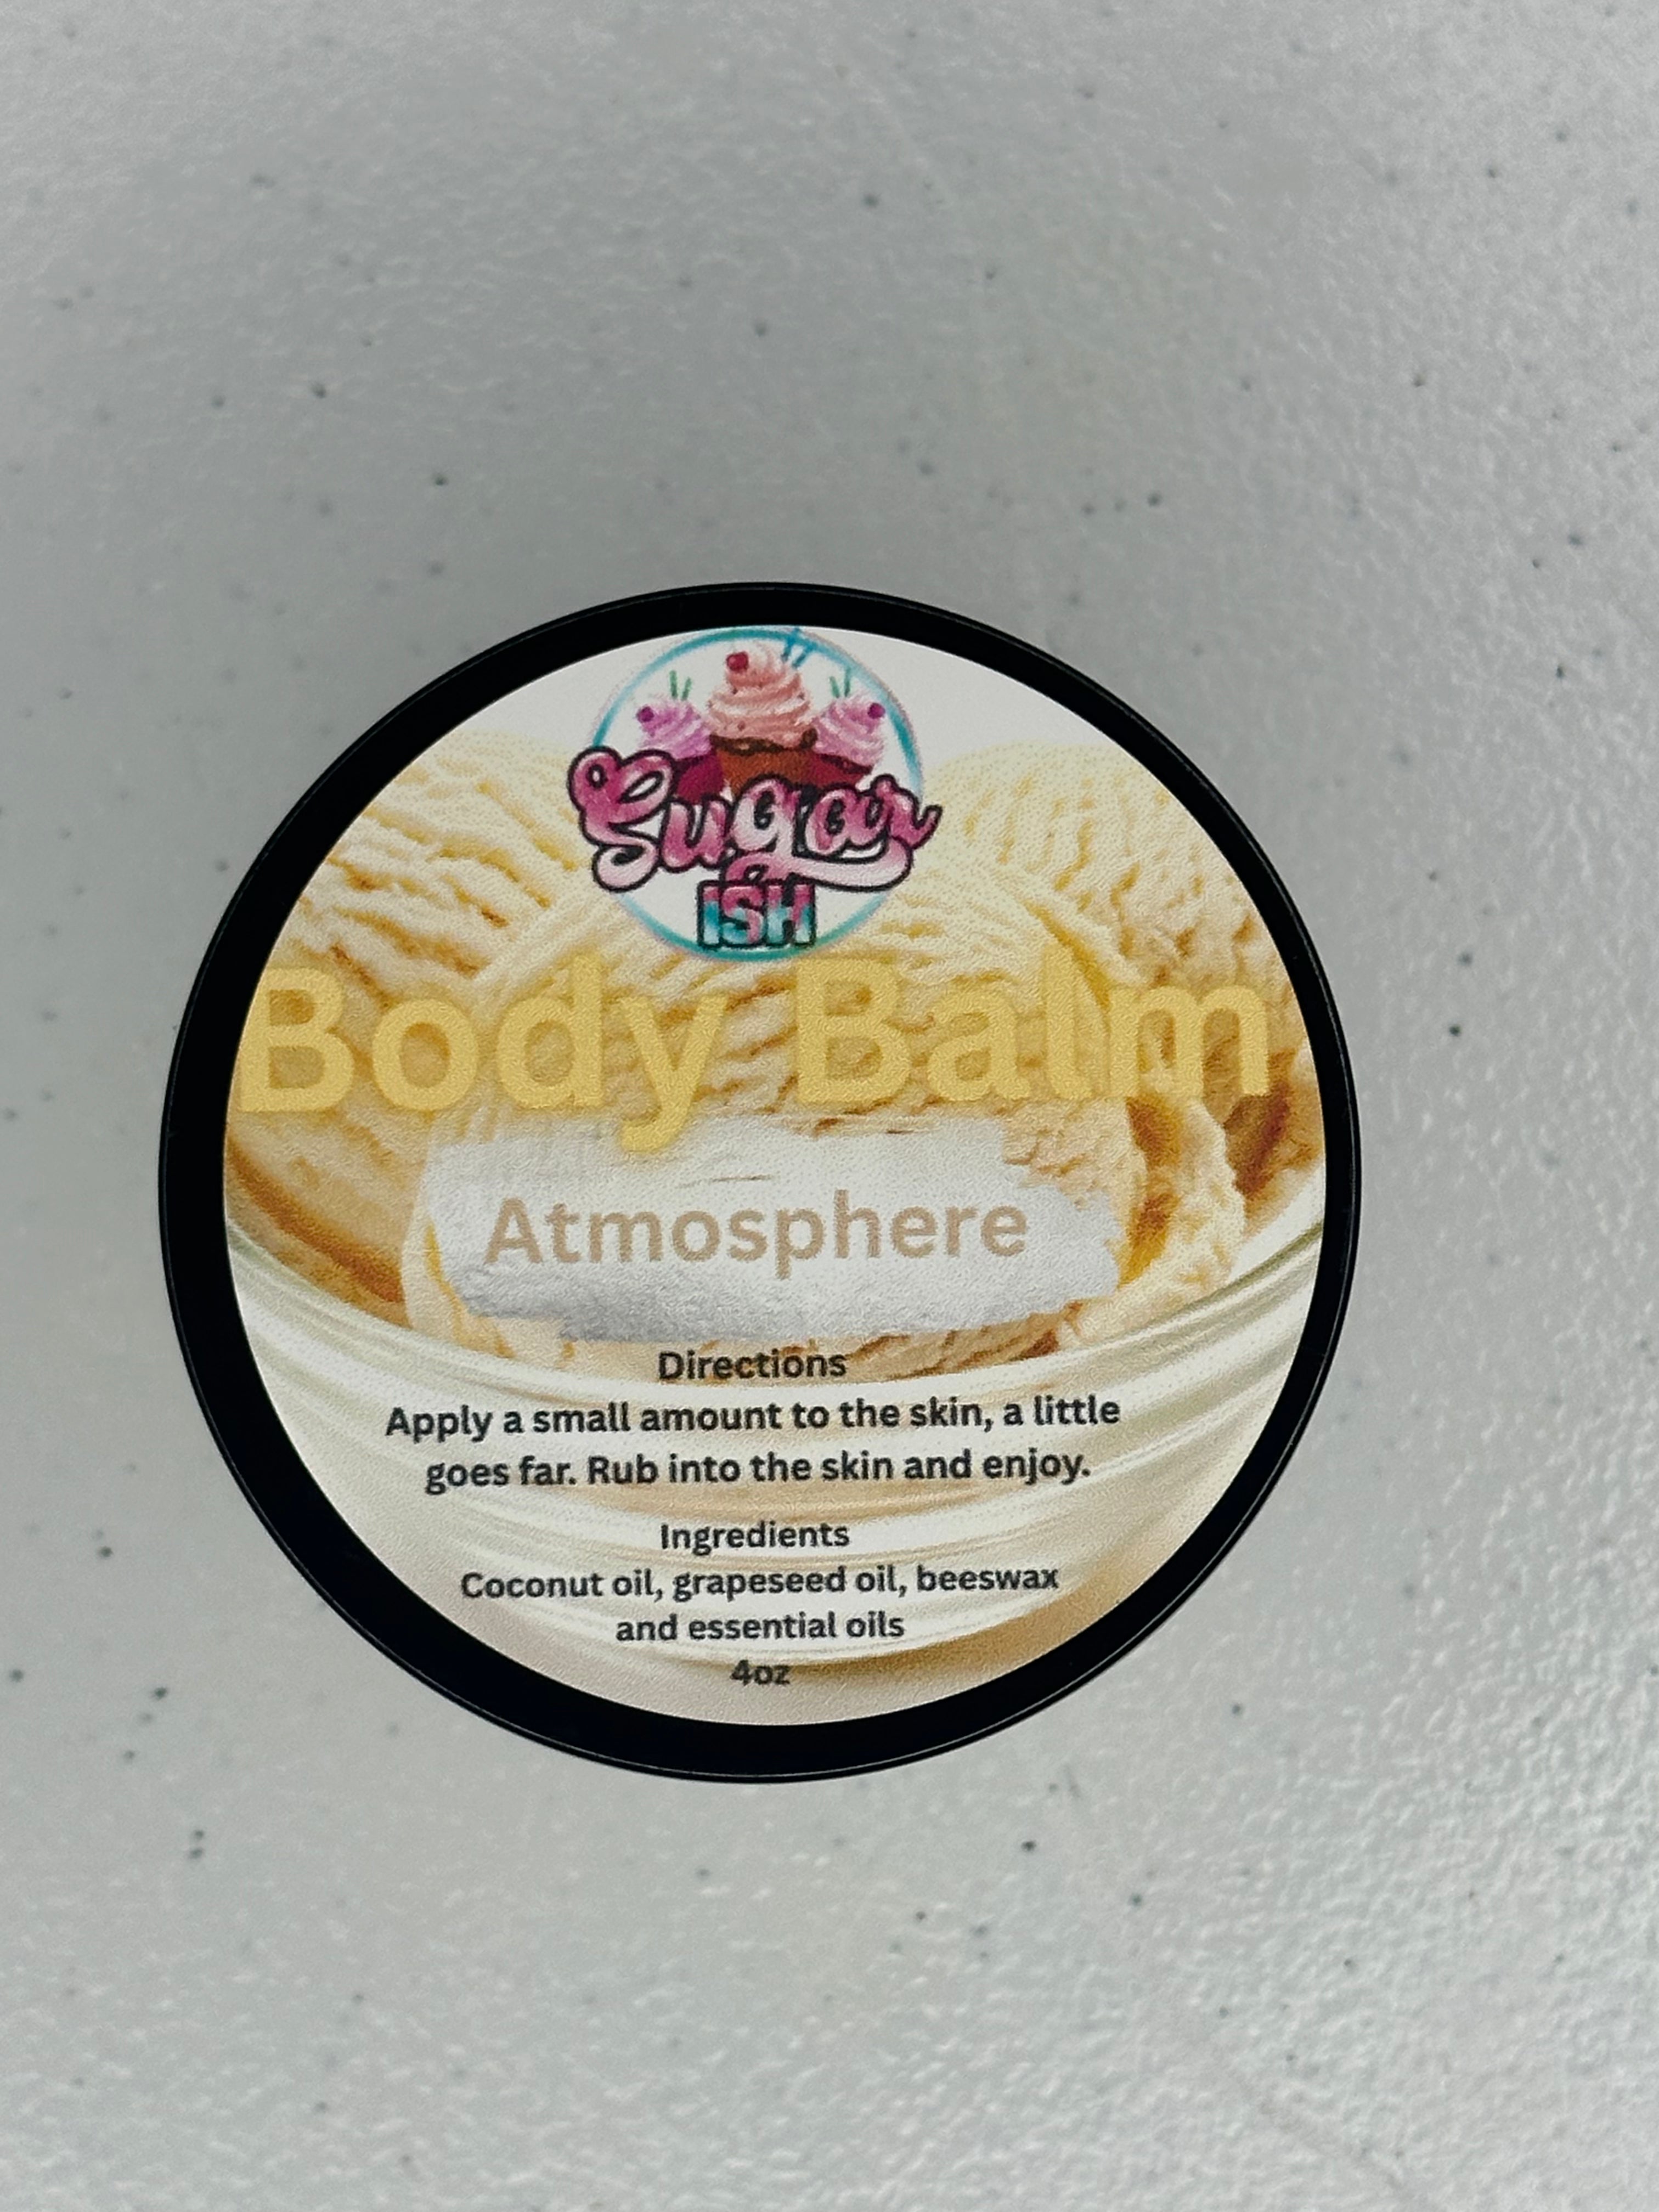 Sugar
ISH
Body Balm
Atmosphere
Directions
Apply a small amount to the skin, a little
goes far. Rub into the skin and enjoy.
Ingredients
Coconut oil, grapeseed oil, beeswax
and essential oils
4oz